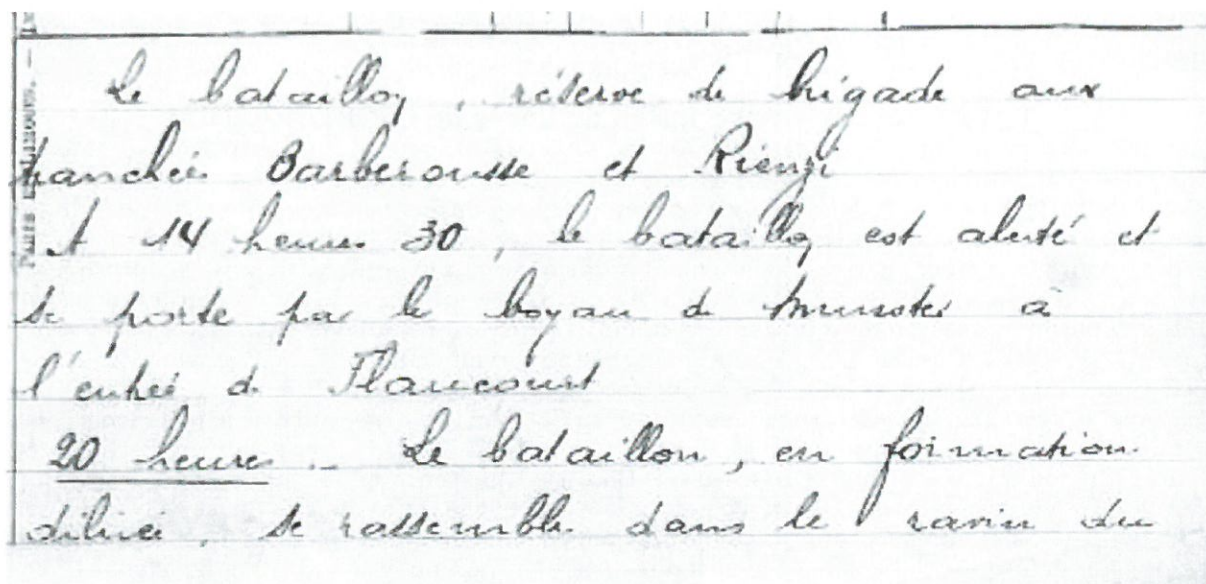 Le bataillon, réserve de brigade aux
tranchées Barberousse et Rienzi
A 14 heures 30, le bataillon est alerté et
se porte par le boyau de Munster à
l'entrée de Flaucourt
20 heures - Le bataillon, en formation
diluée, se rassemble dans le ravin du